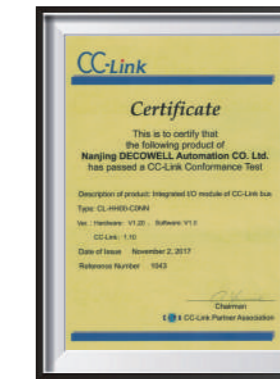 CC-Link
Certificate
This is to certify that
the following product of
Nanjing DECOWELL Automation CO. Ltd.
has passed a CC-Link Conformance Test
Description of product: Integrated I/O module of CC-Link bus
Type: CL-HH00-C0NN
Ver.: Hardware: V1.20 , Software: V1.0
CC-Link: 1.10
Date of Issue November 2, 2017
Reference Number 1043
Chairman
CC-Link Partner Association